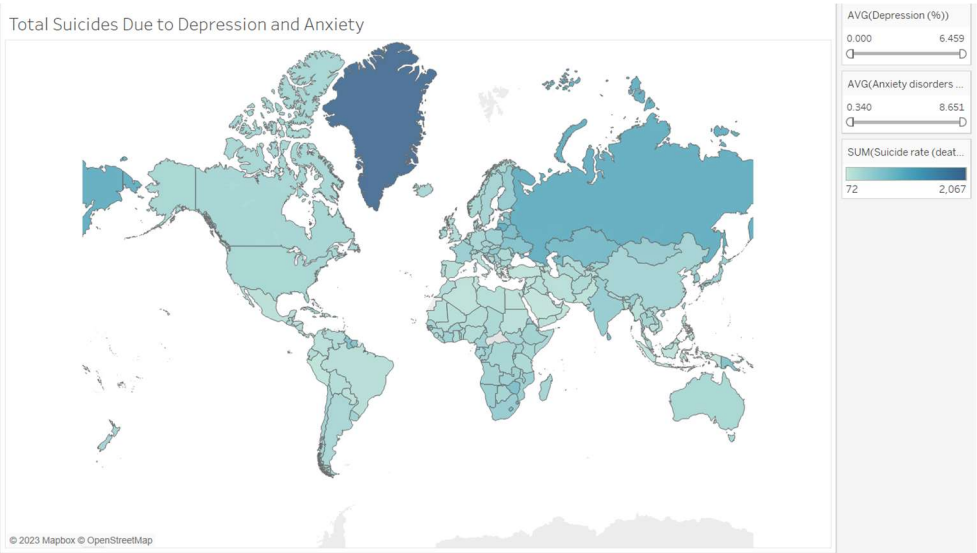 Total Suicides Due to Depression and Anxiety
AVG(Depression (%))
0.000 6.459
AVG(Anxiety disorders ...
0.340 8.651
SUM(Suicide rate (deat...
72 2,067
© 2023 Mapbox © OpenStreetMap